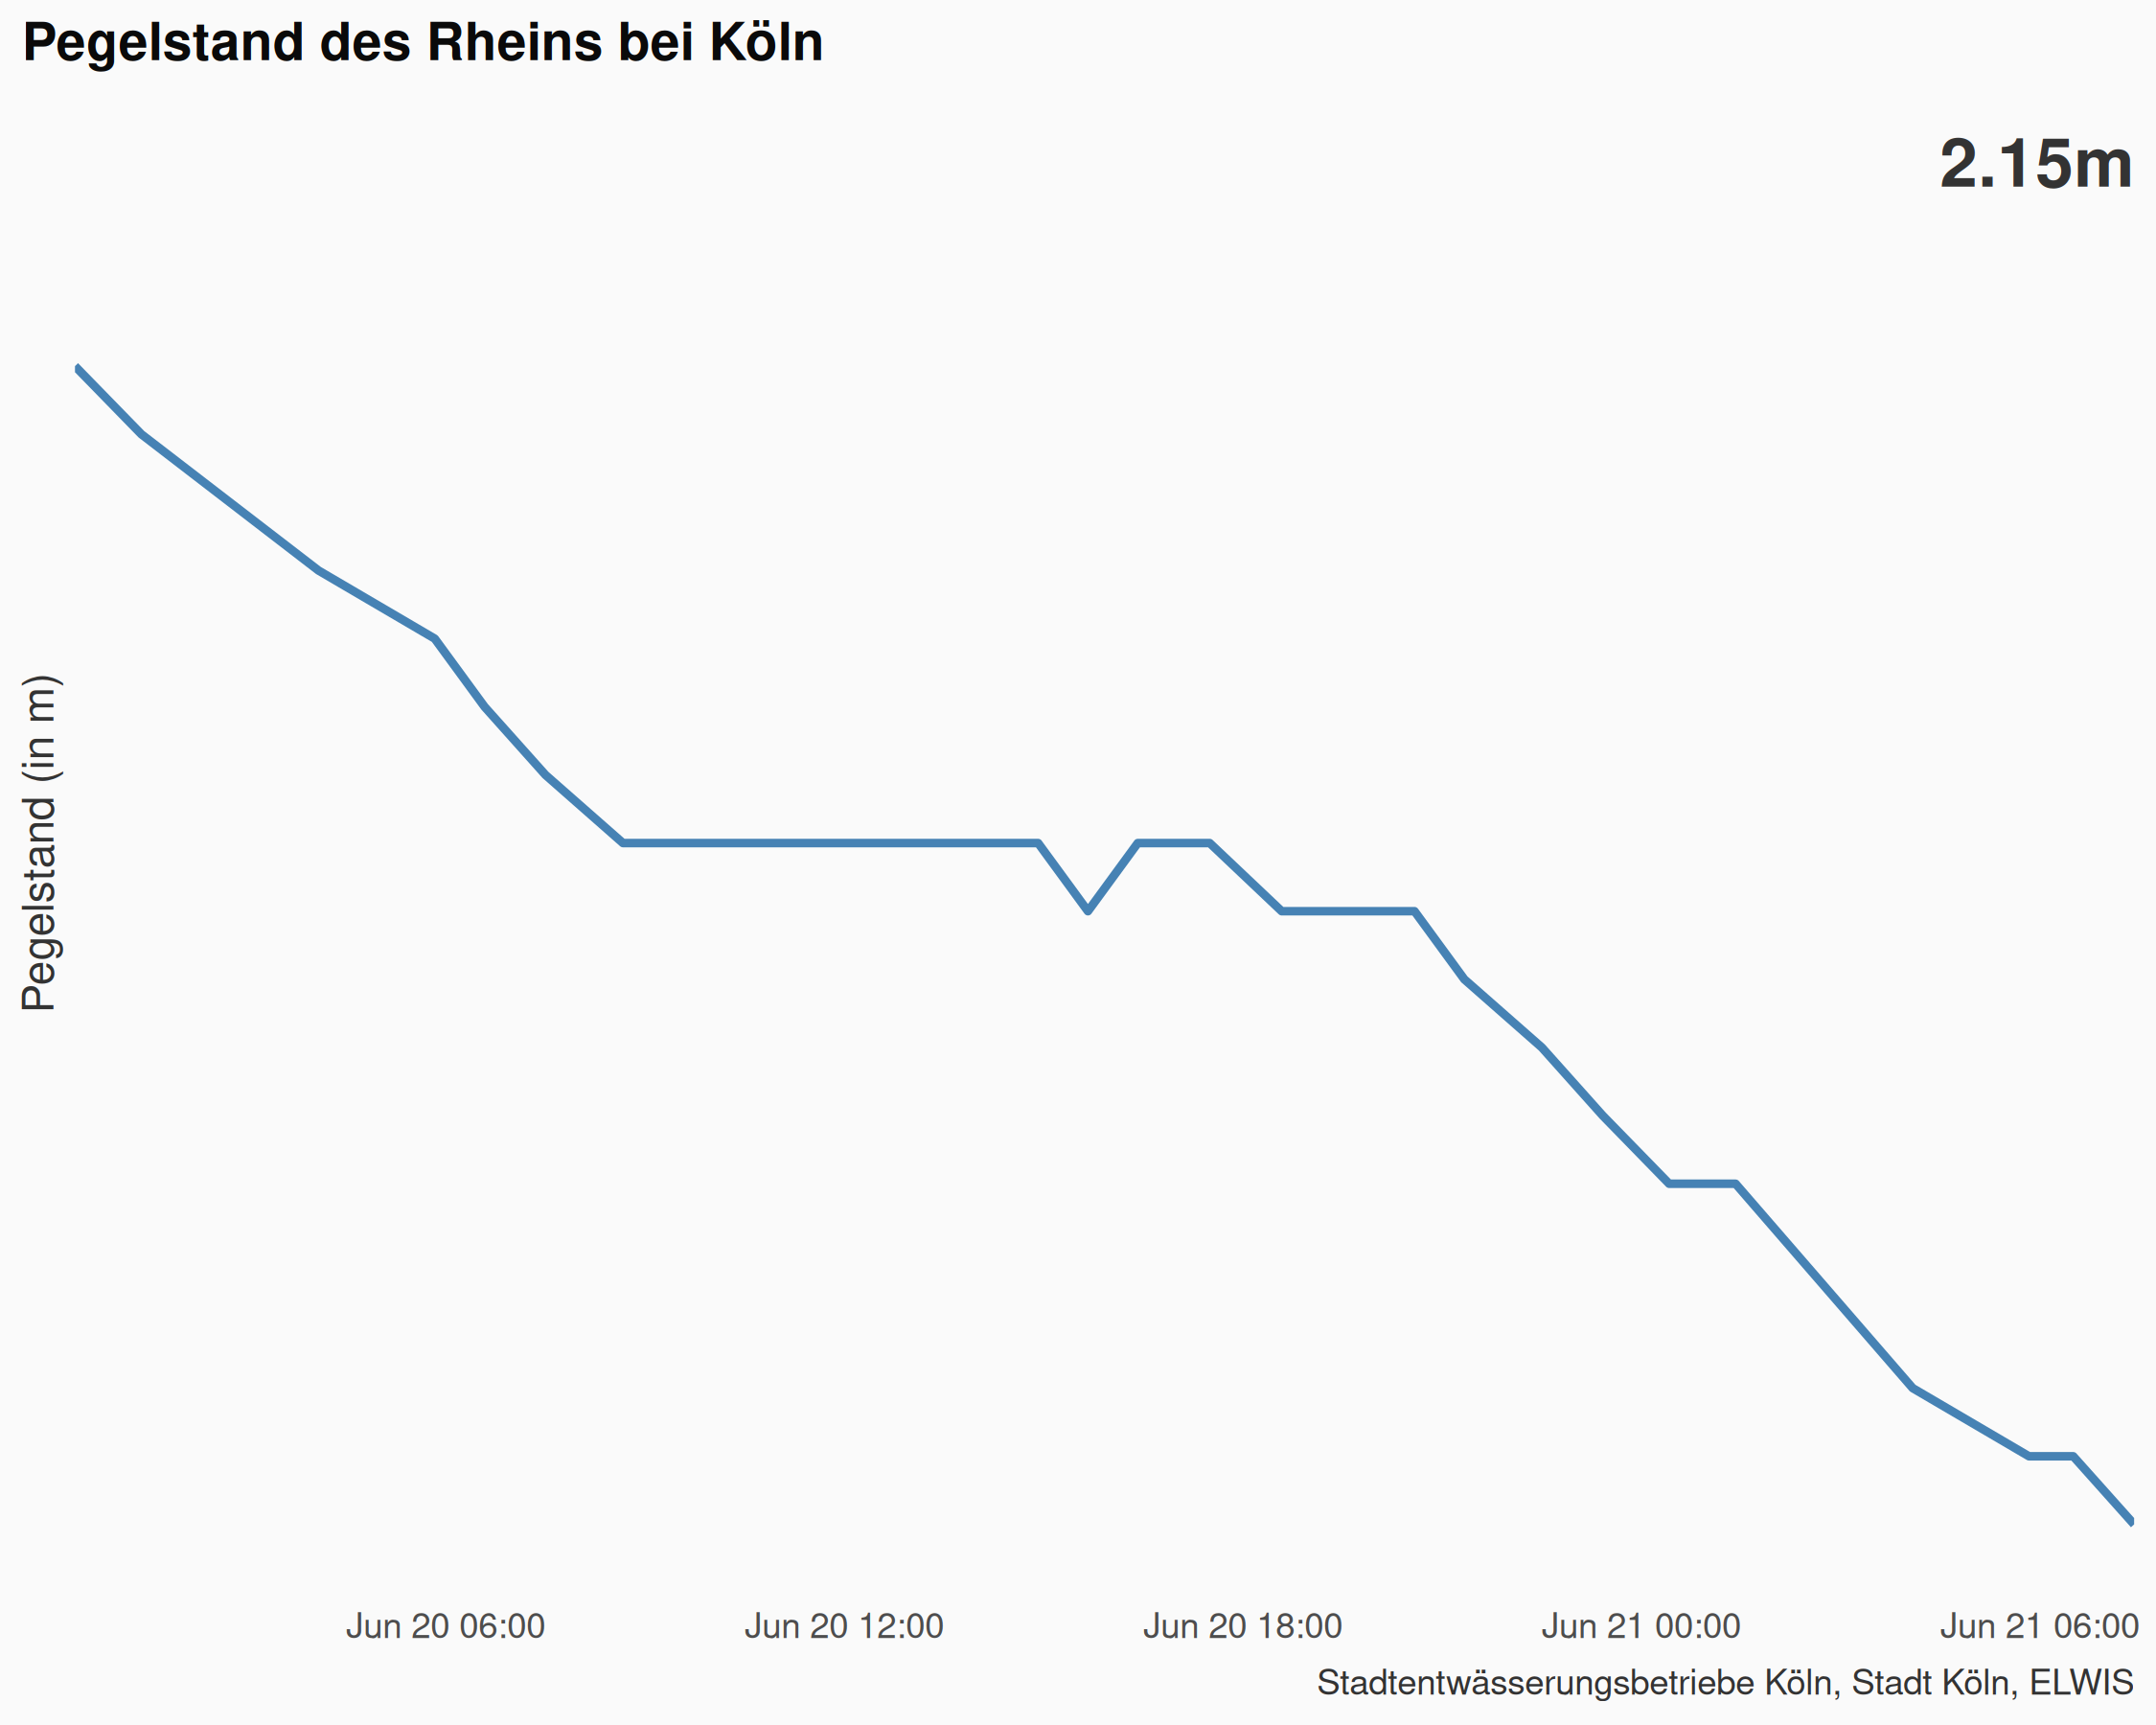 Pegelstand des Rheins bei Köln
2.15m
Pegelstand (in m)
Jun 20 06:00
Jun 20 12:00
Jun 20 18:00
Jun 21 00:00
Jun 21 06:00
Stadtentwässerungsbetriebe Köln, Stadt Köln, ELWIS